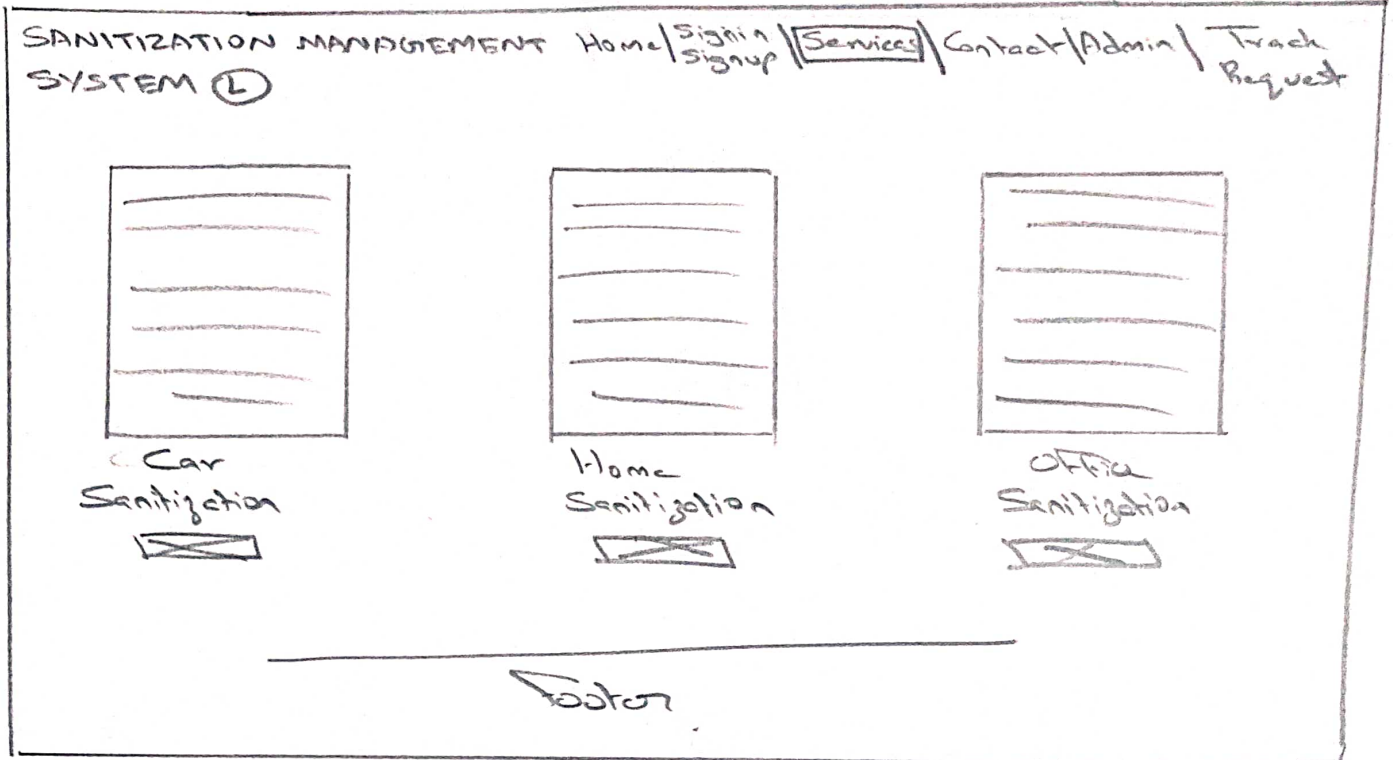 SANITIZATION MANAGEMENT
SYSTEM L
Home / Signin Signup \ Services \ Contact \ Admin \ Track Request
Car
Sanitization
Home
Sanitization
Office
Sanitization
Footer